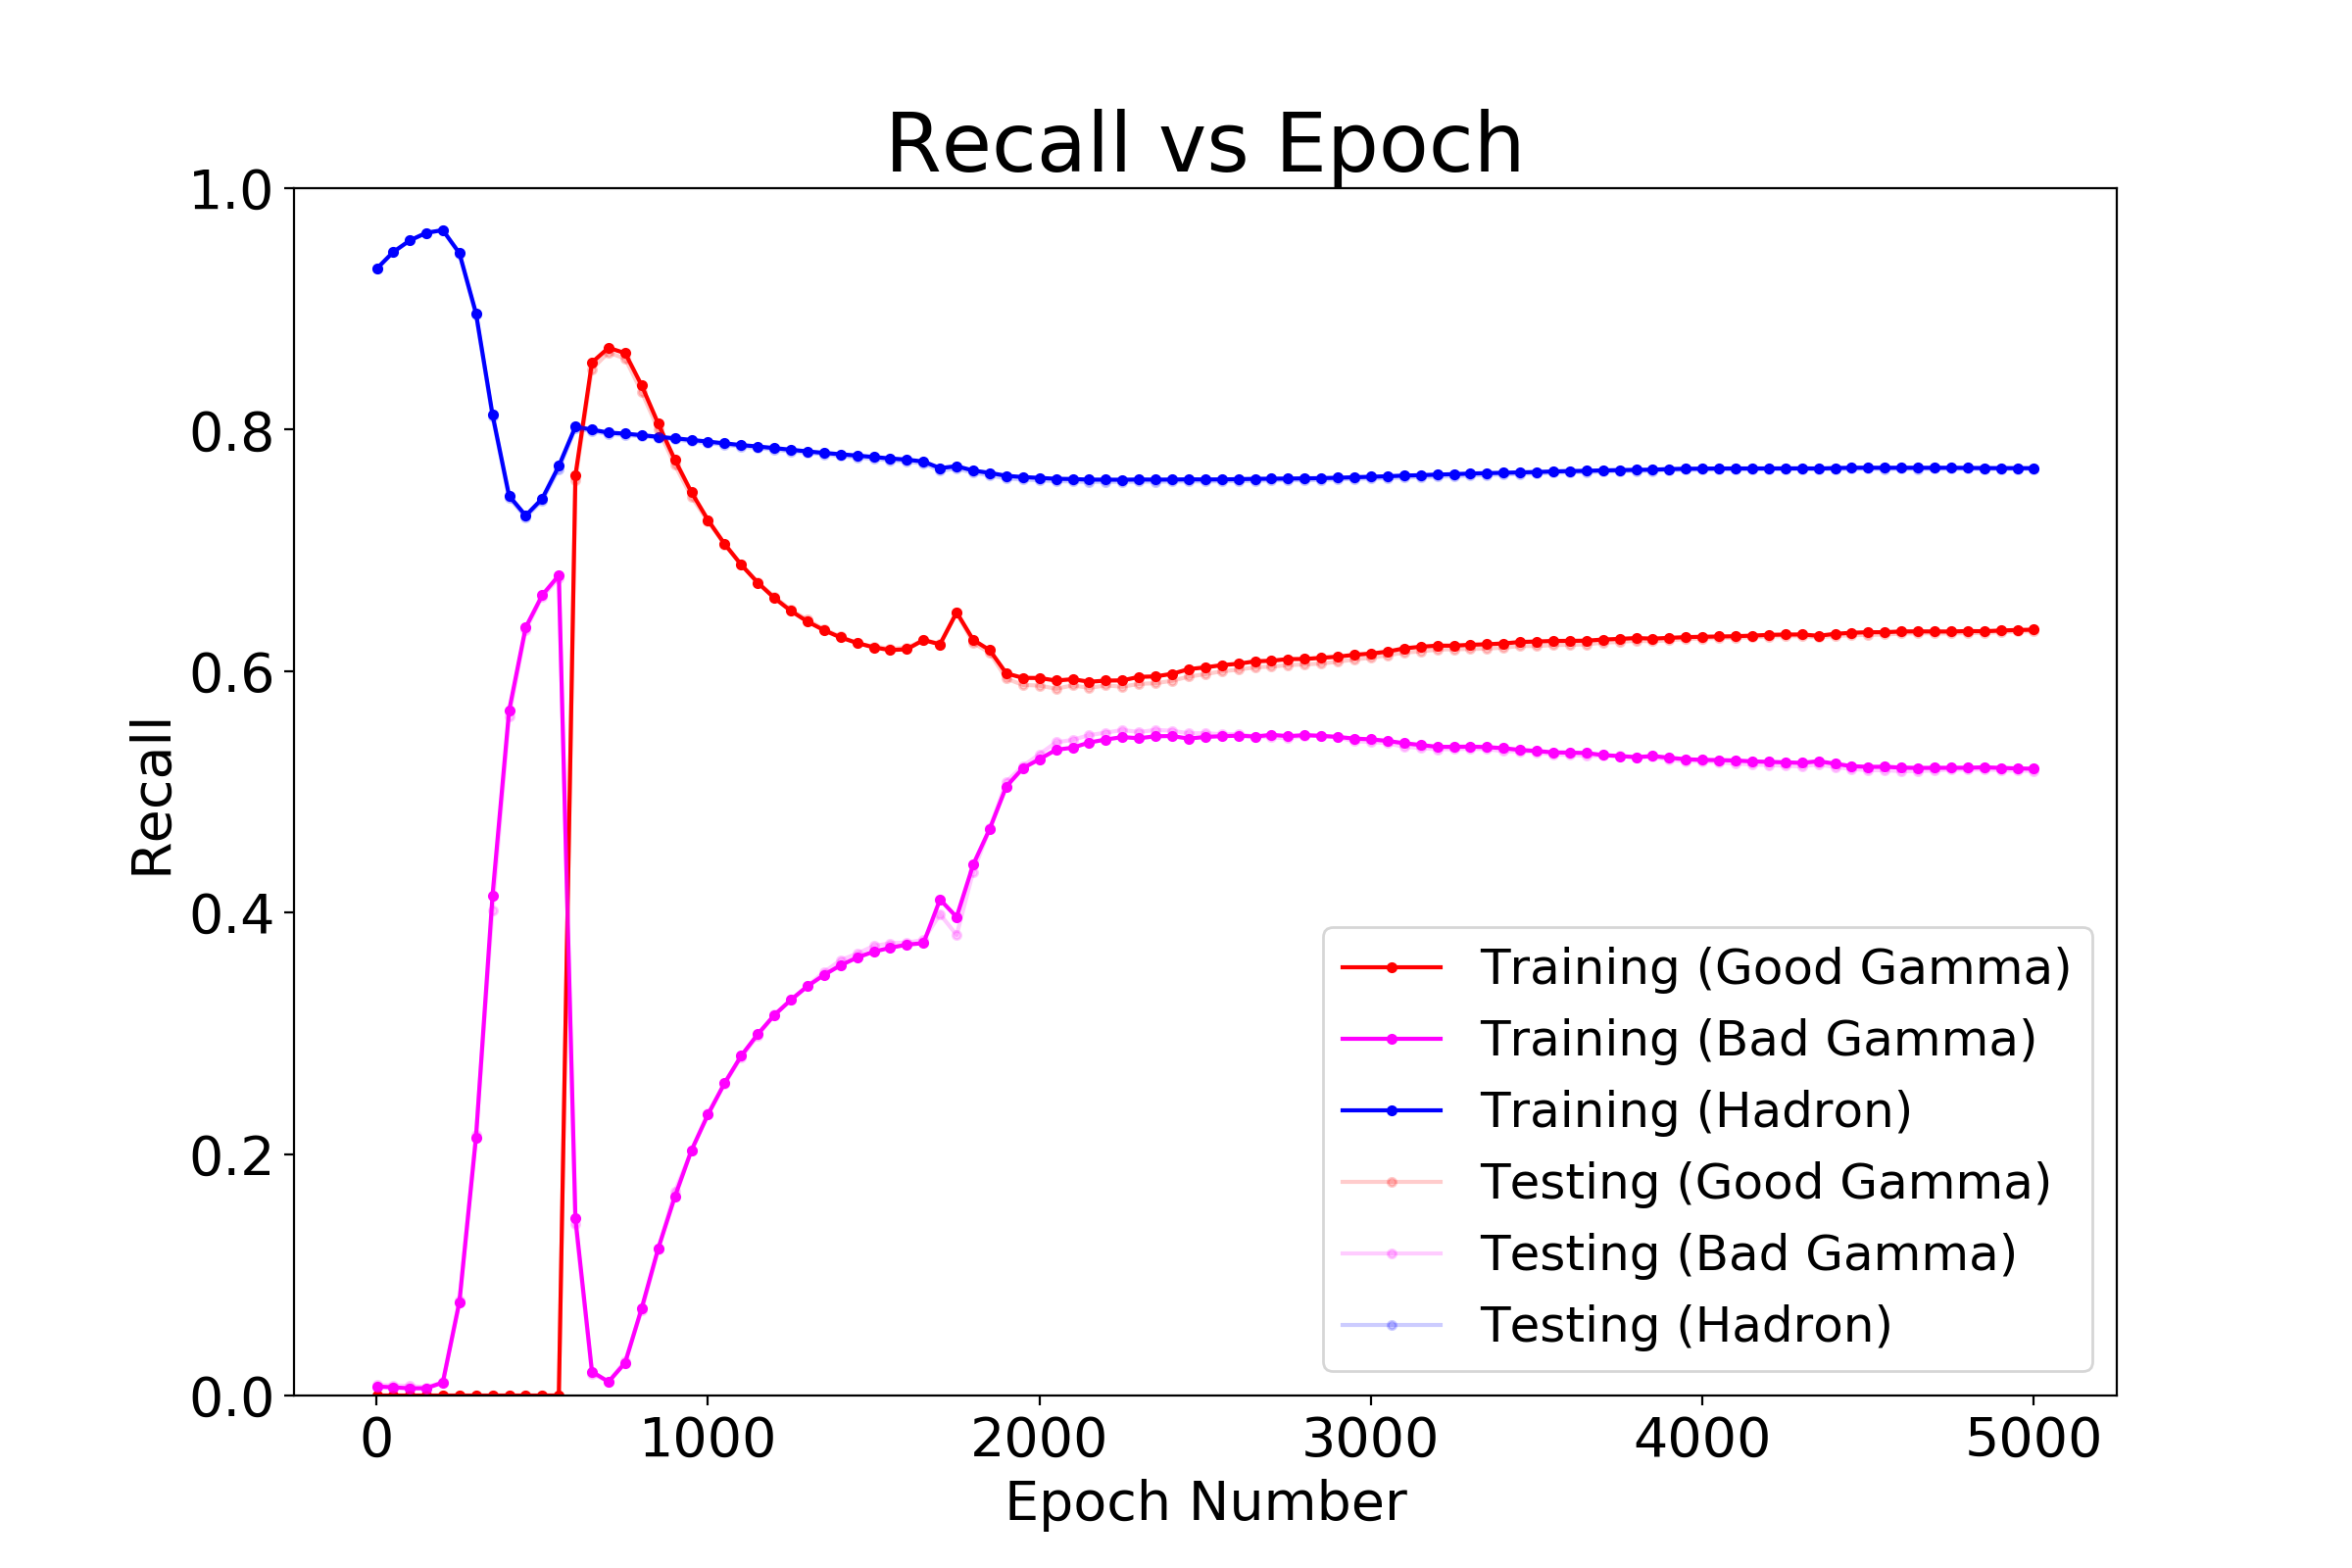 Recall vs Epoch
1.0
0.8
0.6
0.4
0.2
0.0
Recall
0 1000 2000 3000 4000 5000
Epoch Number
Training (Good Gamma)
Training (Bad Gamma)
Training (Hadron)
Testing (Good Gamma)
Testing (Bad Gamma)
Testing (Hadron)